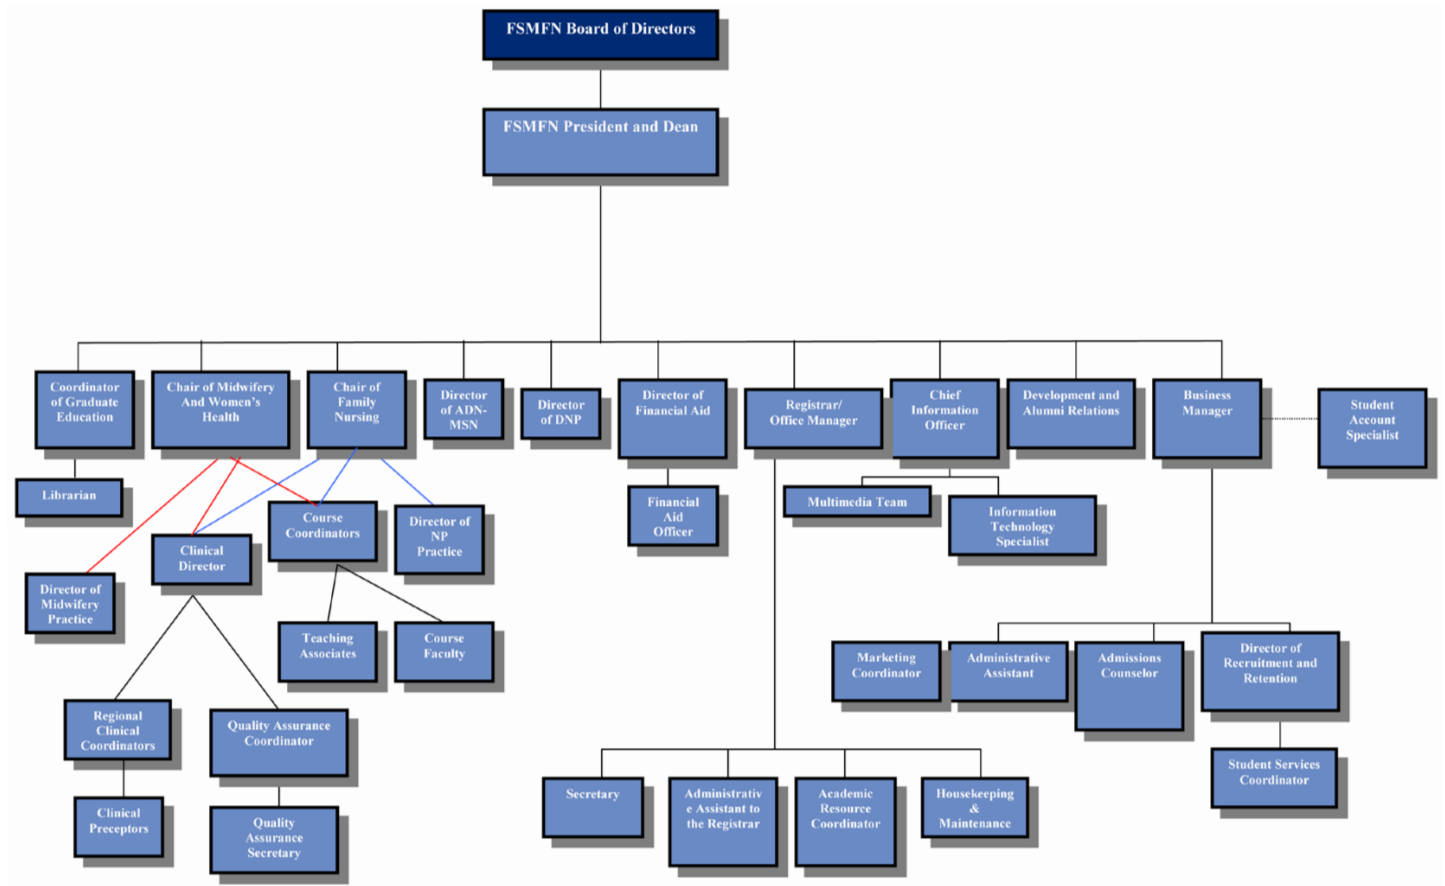 FSMFN Board of Directors
FSMFN President and Dean
Coordinator
of Graduate
Education
Chair of Midwifery
And Women's
Health
Chair of
Family
Nursing
Director
of ADN-
MSN
Director
of DNP
Director of
Financial Aid
Registrar/
Office Manager
Chief
Information
Officer
Development and
Alumni Relations
Business
Manager
Student
Account
Specialist
Librarian
Course
Coordinators
Director of
NP
Practice
Financial
Aid
Officer
Multimedia Team
Information
Technology
Specialist
Clinical
Director
Director of
Midwifery
Practice
Teaching
Associates
Course
Faculty
Marketing
Coordinator
Administrative
Assistant
Admissions
Counselor
Director of
Recruitment and
Retention
Regional
Clinical
Coordinators
Quality Assurance
Coordinator
Student Services
Coordinator
Clinical
Preceptors
Quality
Assurance
Secretary
Secretary
Administrativ
e Assistant to
the Registrar
Academic
Resource
Coordinator
Housekeeping
&
Maintenance